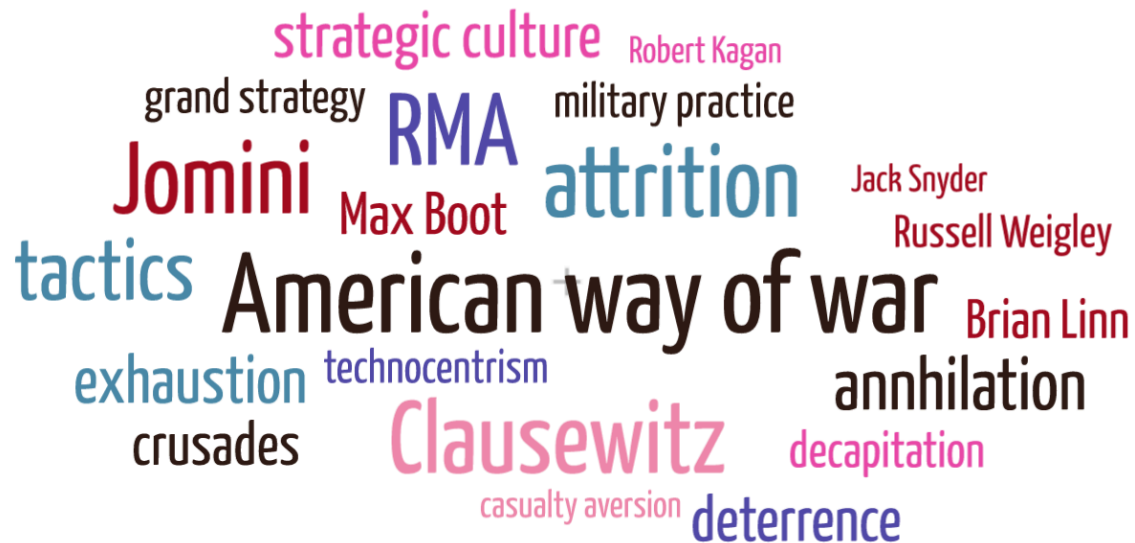 strategic culture
Robert Kagan
grand strategy
RMA
military practice
Jomini
Max Boot
attrition
Jack Snyder
Russell Weigley
tactics
American way of war
Brian Linn
exhaustion
technocentrism
annhilation
crusades
Clausewitz
decapitation
casualty aversion
deterrence